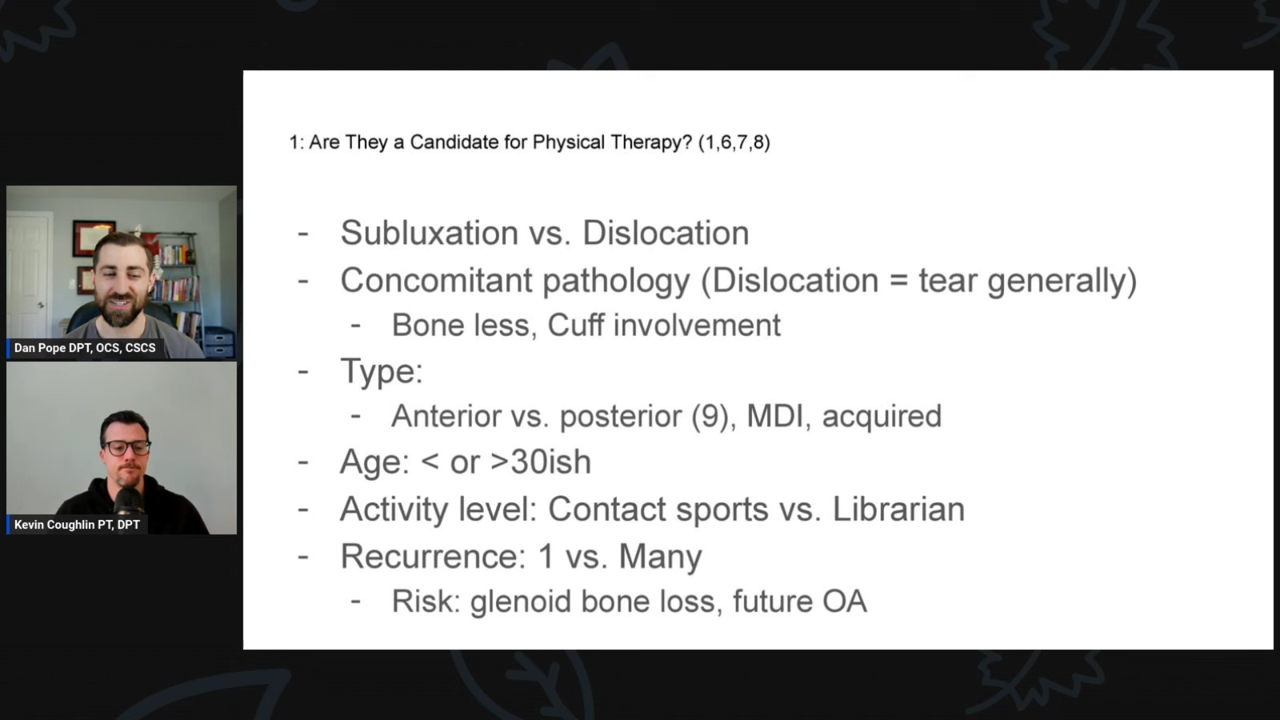 1: Are They a Candidate for Physical Therapy? (1,6,7,8)
- Subluxation vs. Dislocation
- Concomitant pathology (Dislocation = tear generally)
- Bone less, Cuff involvement
- Type:
- Anterior vs. posterior (9), MDI, acquired
- Age: < or >30ish
- Activity level: Contact sports vs. Librarian
- Recurrence: 1 vs. Many
- Risk: glenoid bone loss, future OA
Dan Pope DPT, OCS, CSCS
Kevin Coughlin PT, DPT